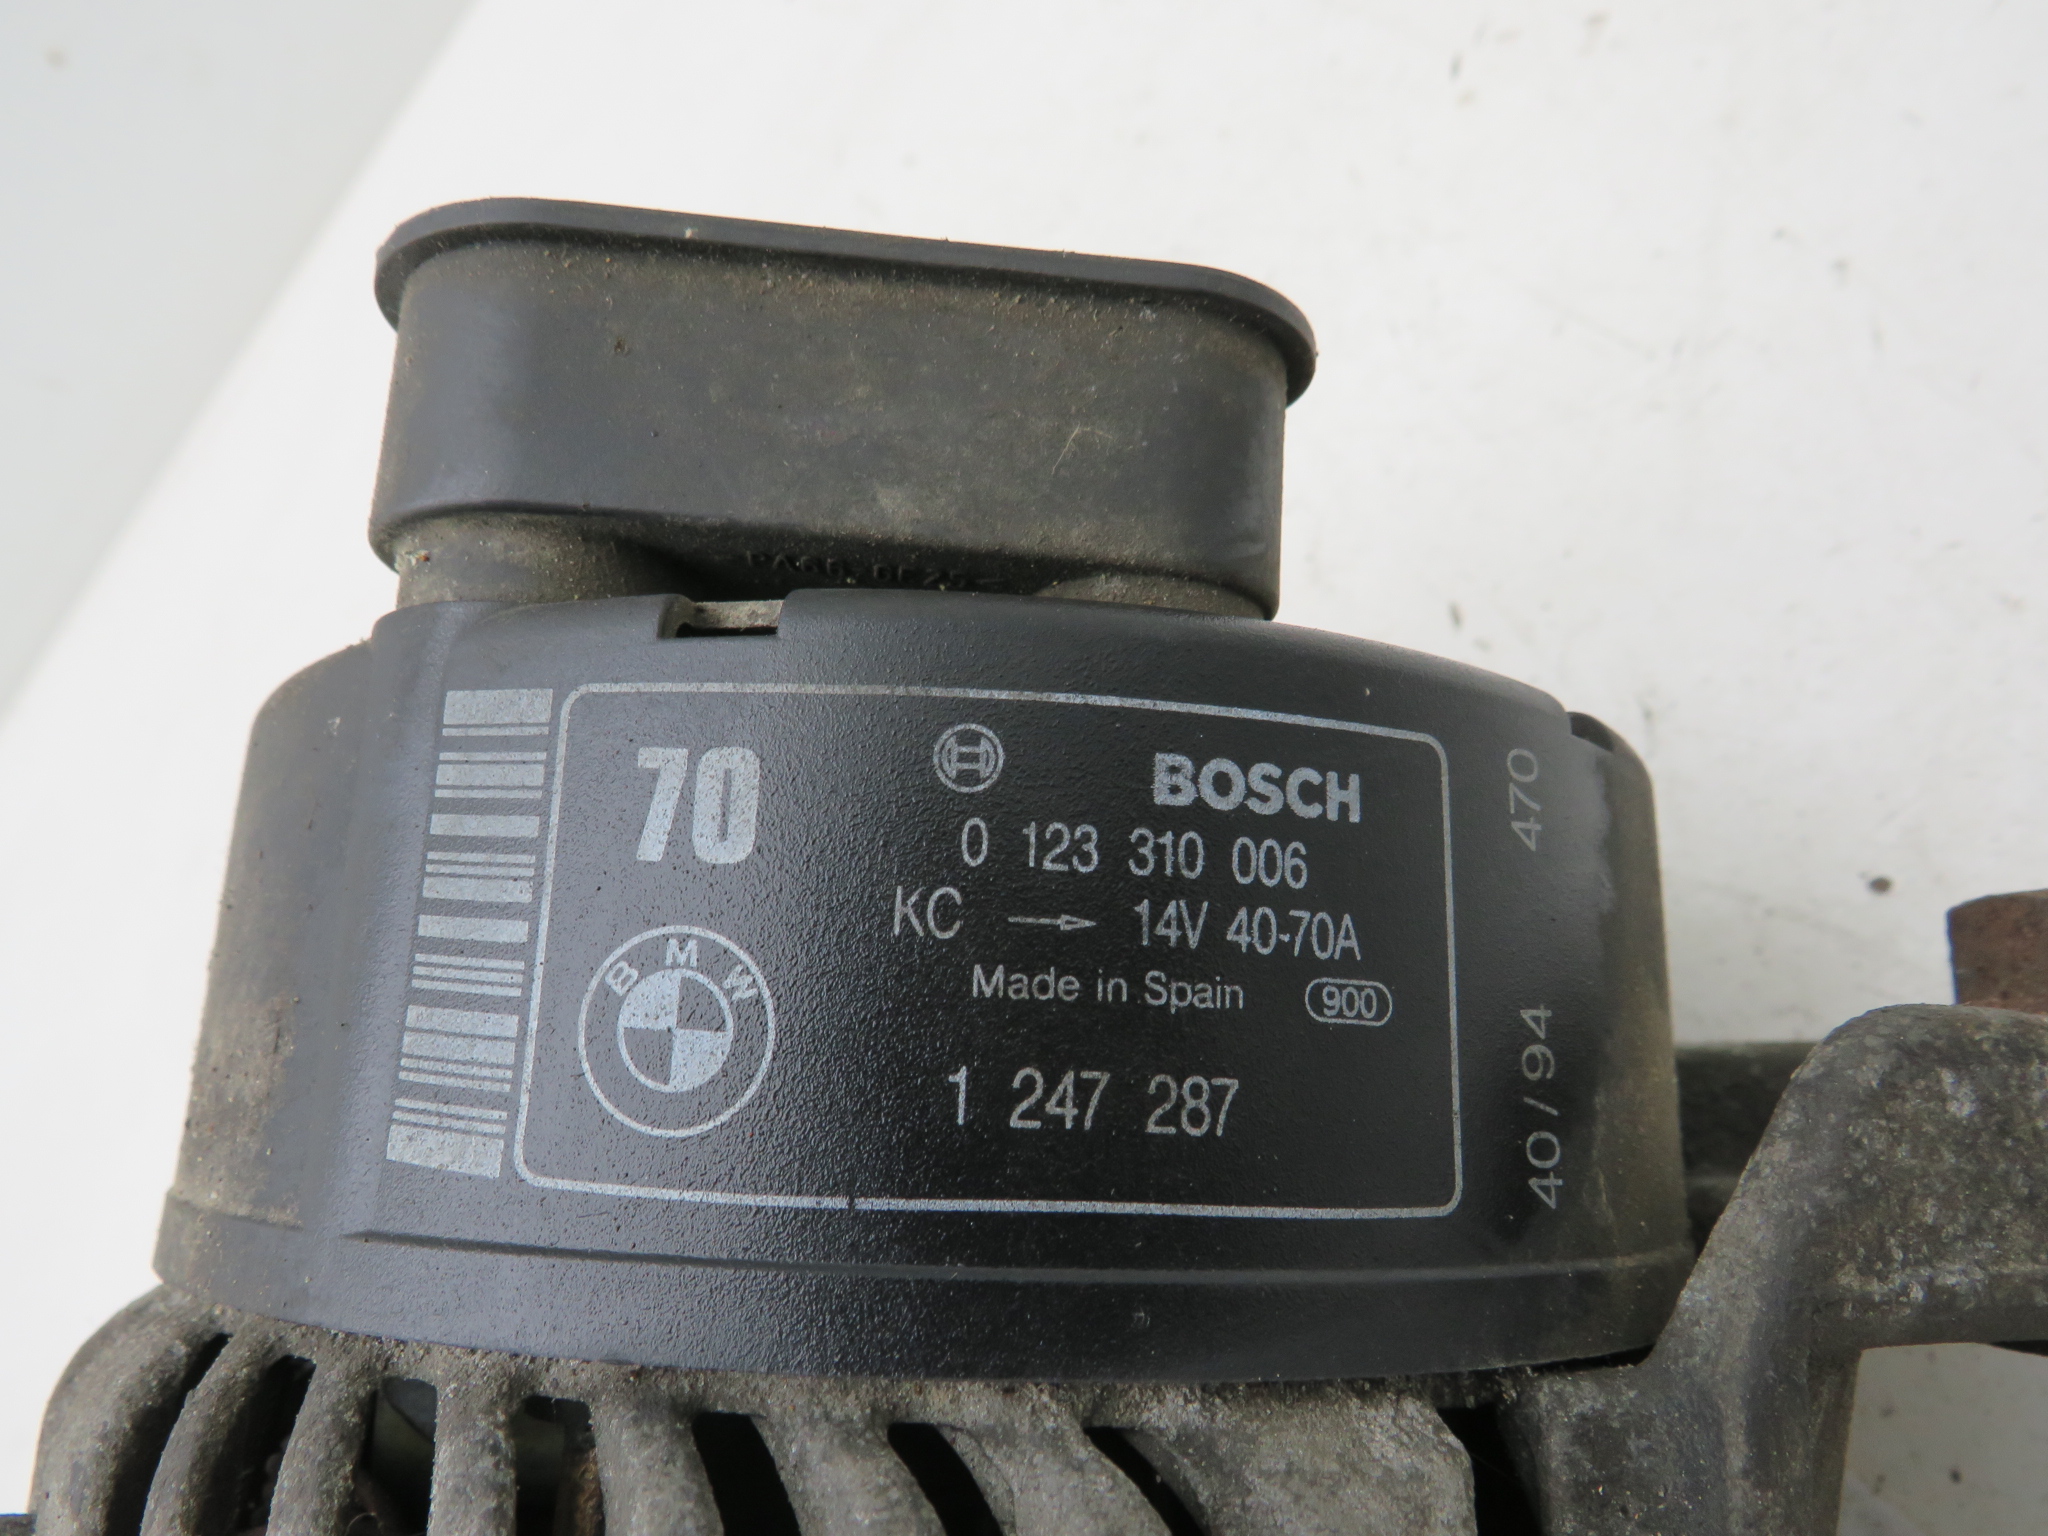 70
BOSCH
0 123 310 006
KC → 14V 40-70A
Made in Spain 900
BMW
1 247 287
470
40/94